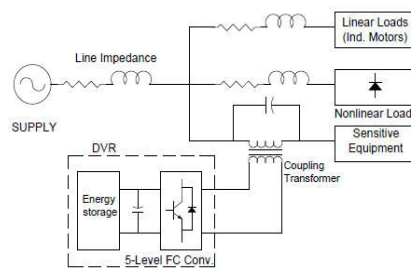 Linear Loads
(Ind. Motors)
Line Impedance
Nonlinear Load
SUPPLY
Sensitive
Equipment
DVR
Coupling
Transformer
Energy
storage
5-Level FC Conv.